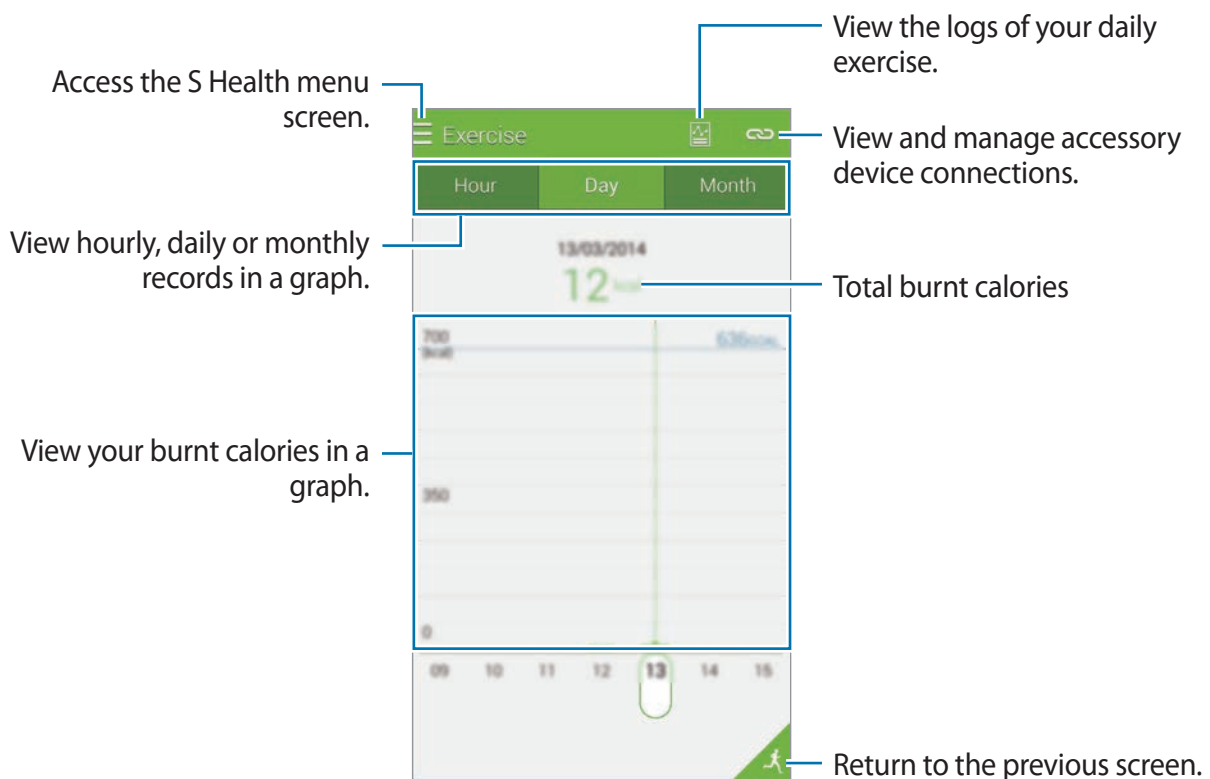 View the logs of your daily
exercise.
Access the S Health menu
screen.
Exercise
View and manage accessory
device connections.
Hour Day Month
View hourly, daily or monthly
records in a graph.
13/03/2014
12 kcal
Total burnt calories
700
(kcal)
636 GOAL
View your burnt calories in a
graph.
350
0
09 10 11 12 13 14 15
Return to the previous screen.